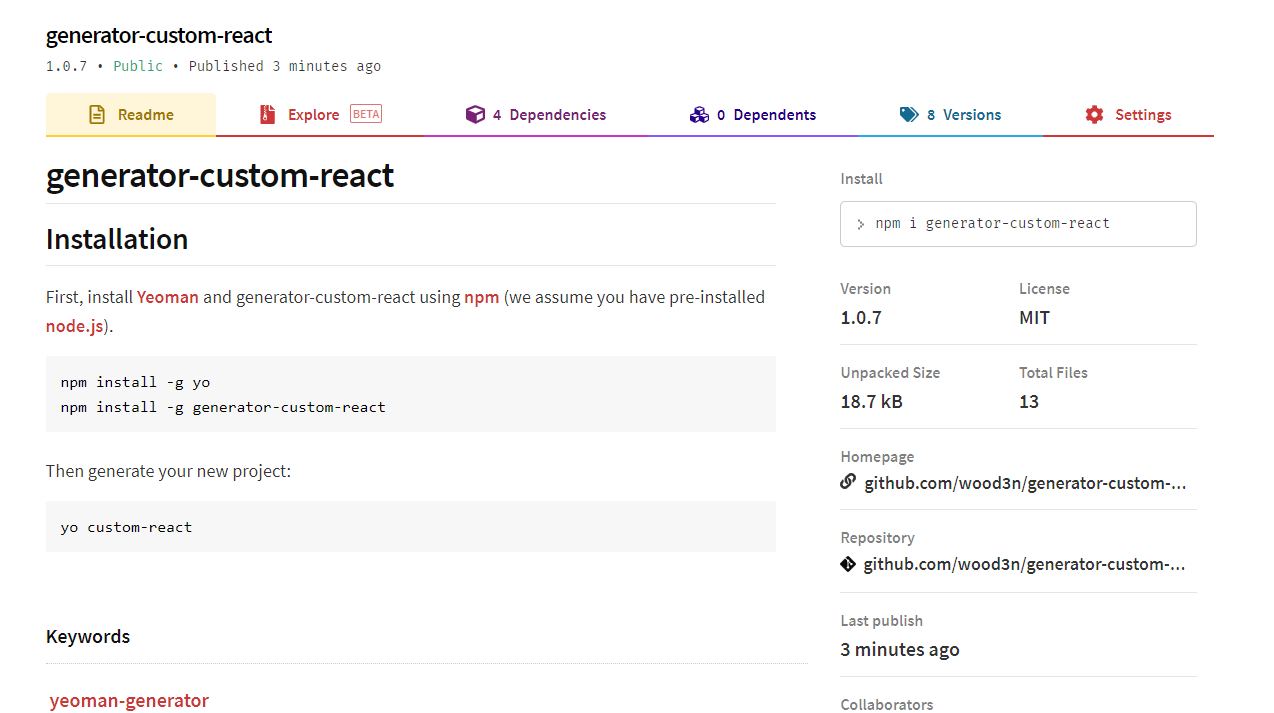 generator-custom-react
1.0.7 • Public • Published 3 minutes ago
Readme
Explore BETA
4 Dependencies
0 Dependents
8 Versions
Settings
generator-custom-react
Installation
First, install Yeoman and generator-custom-react using npm (we assume you have pre-installed
node.js).
npm install -g yo
npm install -g generator-custom-react
Then generate your new project:
yo custom-react
Keywords
yeoman-generator
Install
> npm i generator-custom-react
Version
1.0.7
License
MIT
Unpacked Size
18.7 kB
Total Files
13
Homepage
github.com/wood3n/generator-custom-...
Repository
github.com/wood3n/generator-custom-...
Last publish
3 minutes ago
Collaborators